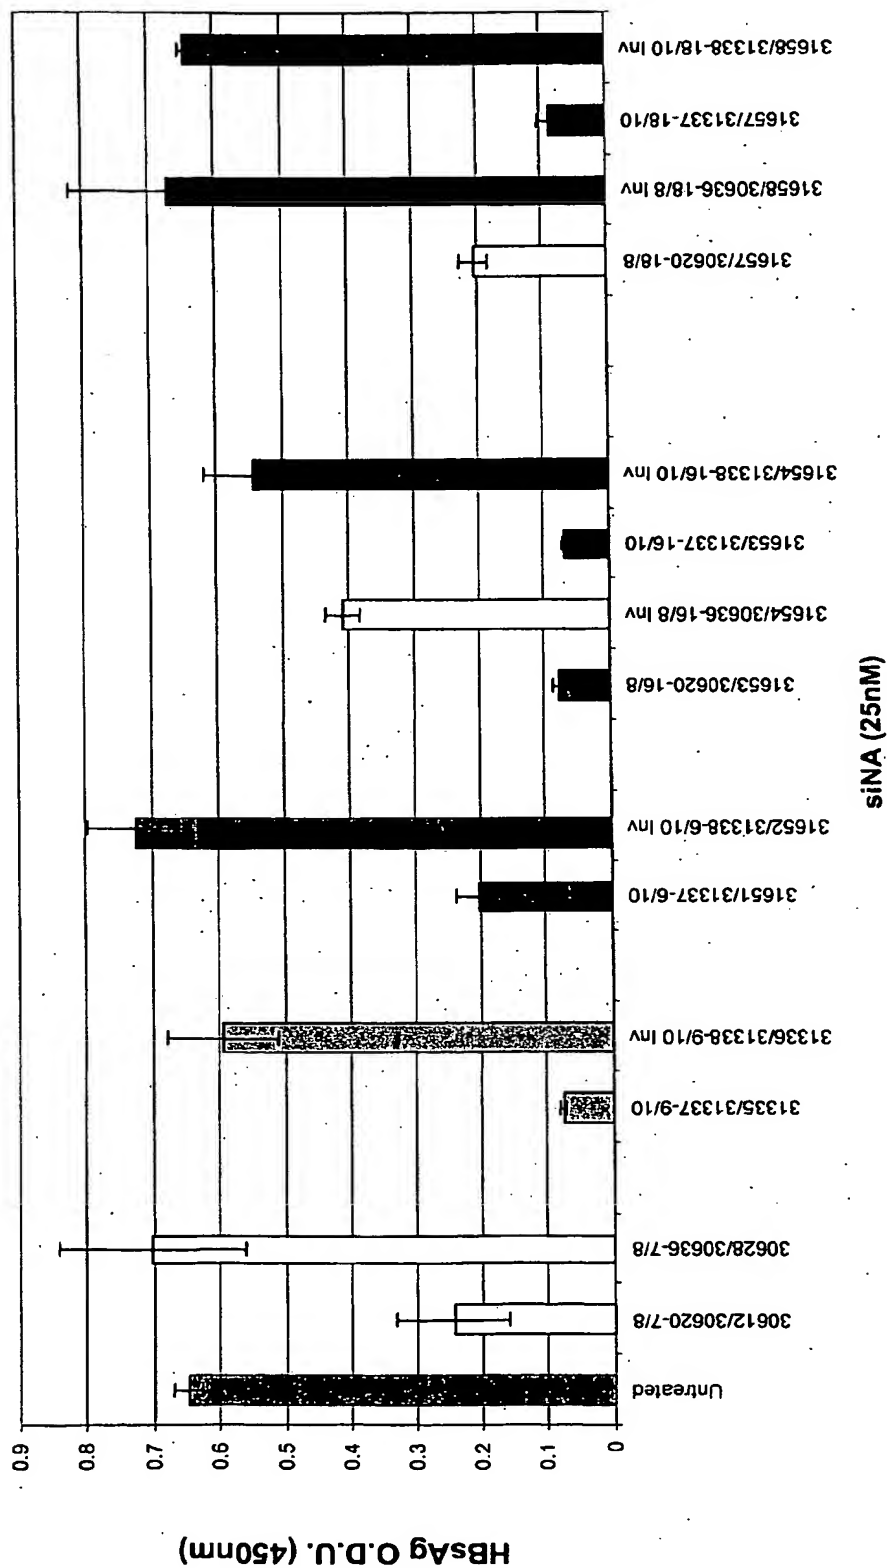 HBsAg O.D.U. (450nm)
0.9
0.8
0.7
0.6
0.5
0.4
0.3
0.2
0.1
0
Untreated
30612/30620-7/8
30628/30636-7/8
31335/31337-9/10
31336/31338-9/10 Inv
31651/31337-6/10
31652/31338-6/10 Inv
31653/30620-16/8
31654/30636-16/8 Inv
31653/31337-16/10
31654/31338-16/10 Inv
31657/30620-18/8
31658/30636-18/8 Inv
31657/31337-18/10
31658/31338-18/10 Inv
siNA (25nM)